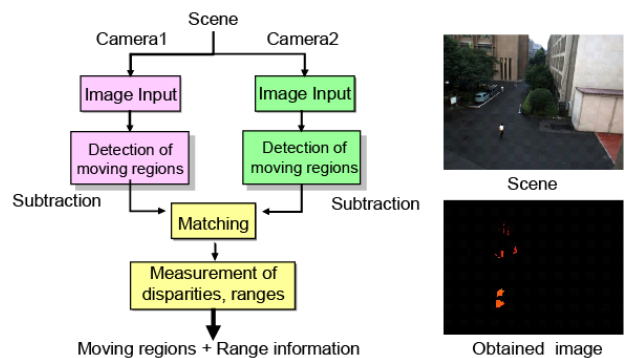 Scene
Camera1
Camera2
Image Input
Image Input
Detection of
moving regions
Detection of
moving regions
Subtraction
Subtraction
Matching
Measurement of
disparities, ranges
Moving regions + Range information
Scene
Obtained image